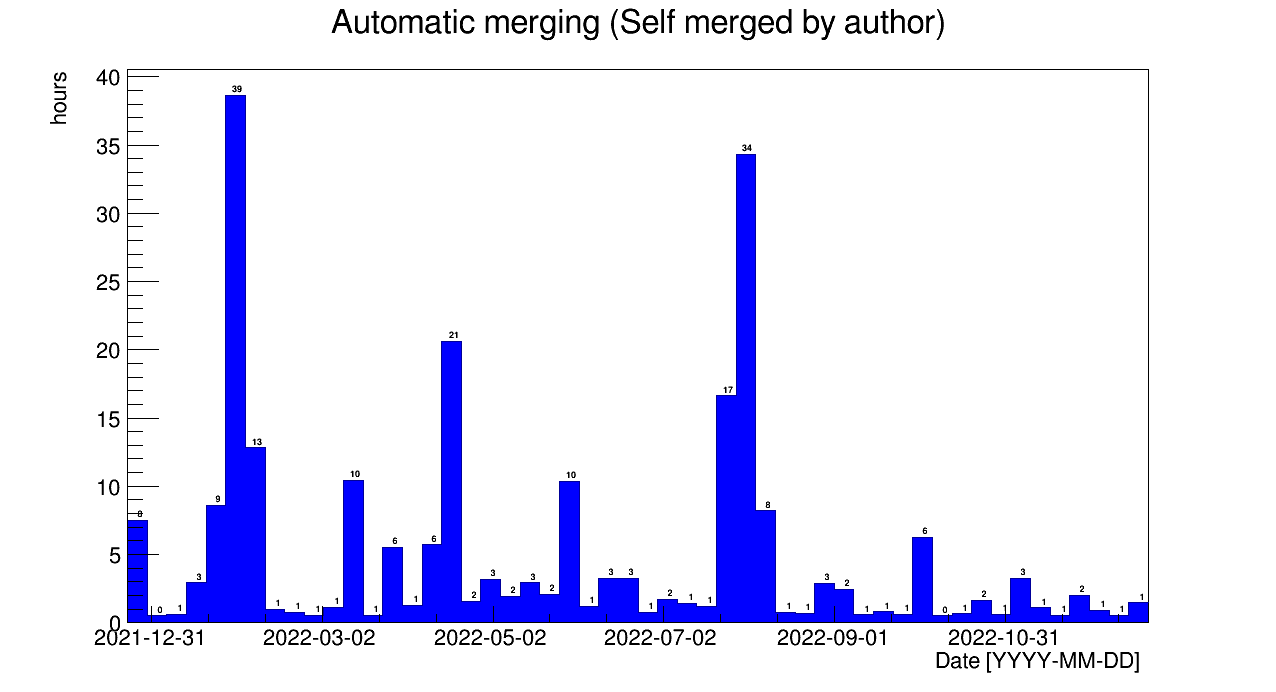 Automatic merging (Self merged by author)
hours
40
35
30
25
20
15
10
5
0
8 0 1 3 9 39 13 1 1 1 1 10 1 6 1 6 21 2 3 2 3 2 10 1 3 3 1 2 1 1 17 34 8 1 1 3 2 1 1 1 6 0 1 2 1 3 1 1 2 1 1 1
2021-12-31 2022-03-02 2022-05-02 2022-07-02 2022-09-01 2022-10-31
Date [YYYY-MM-DD]